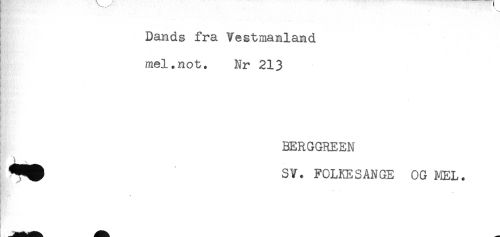 Dands fra Vestmanland
mel.not. Nr 213
BERGGREEN
SV. FOLKESANGE OG MEL.